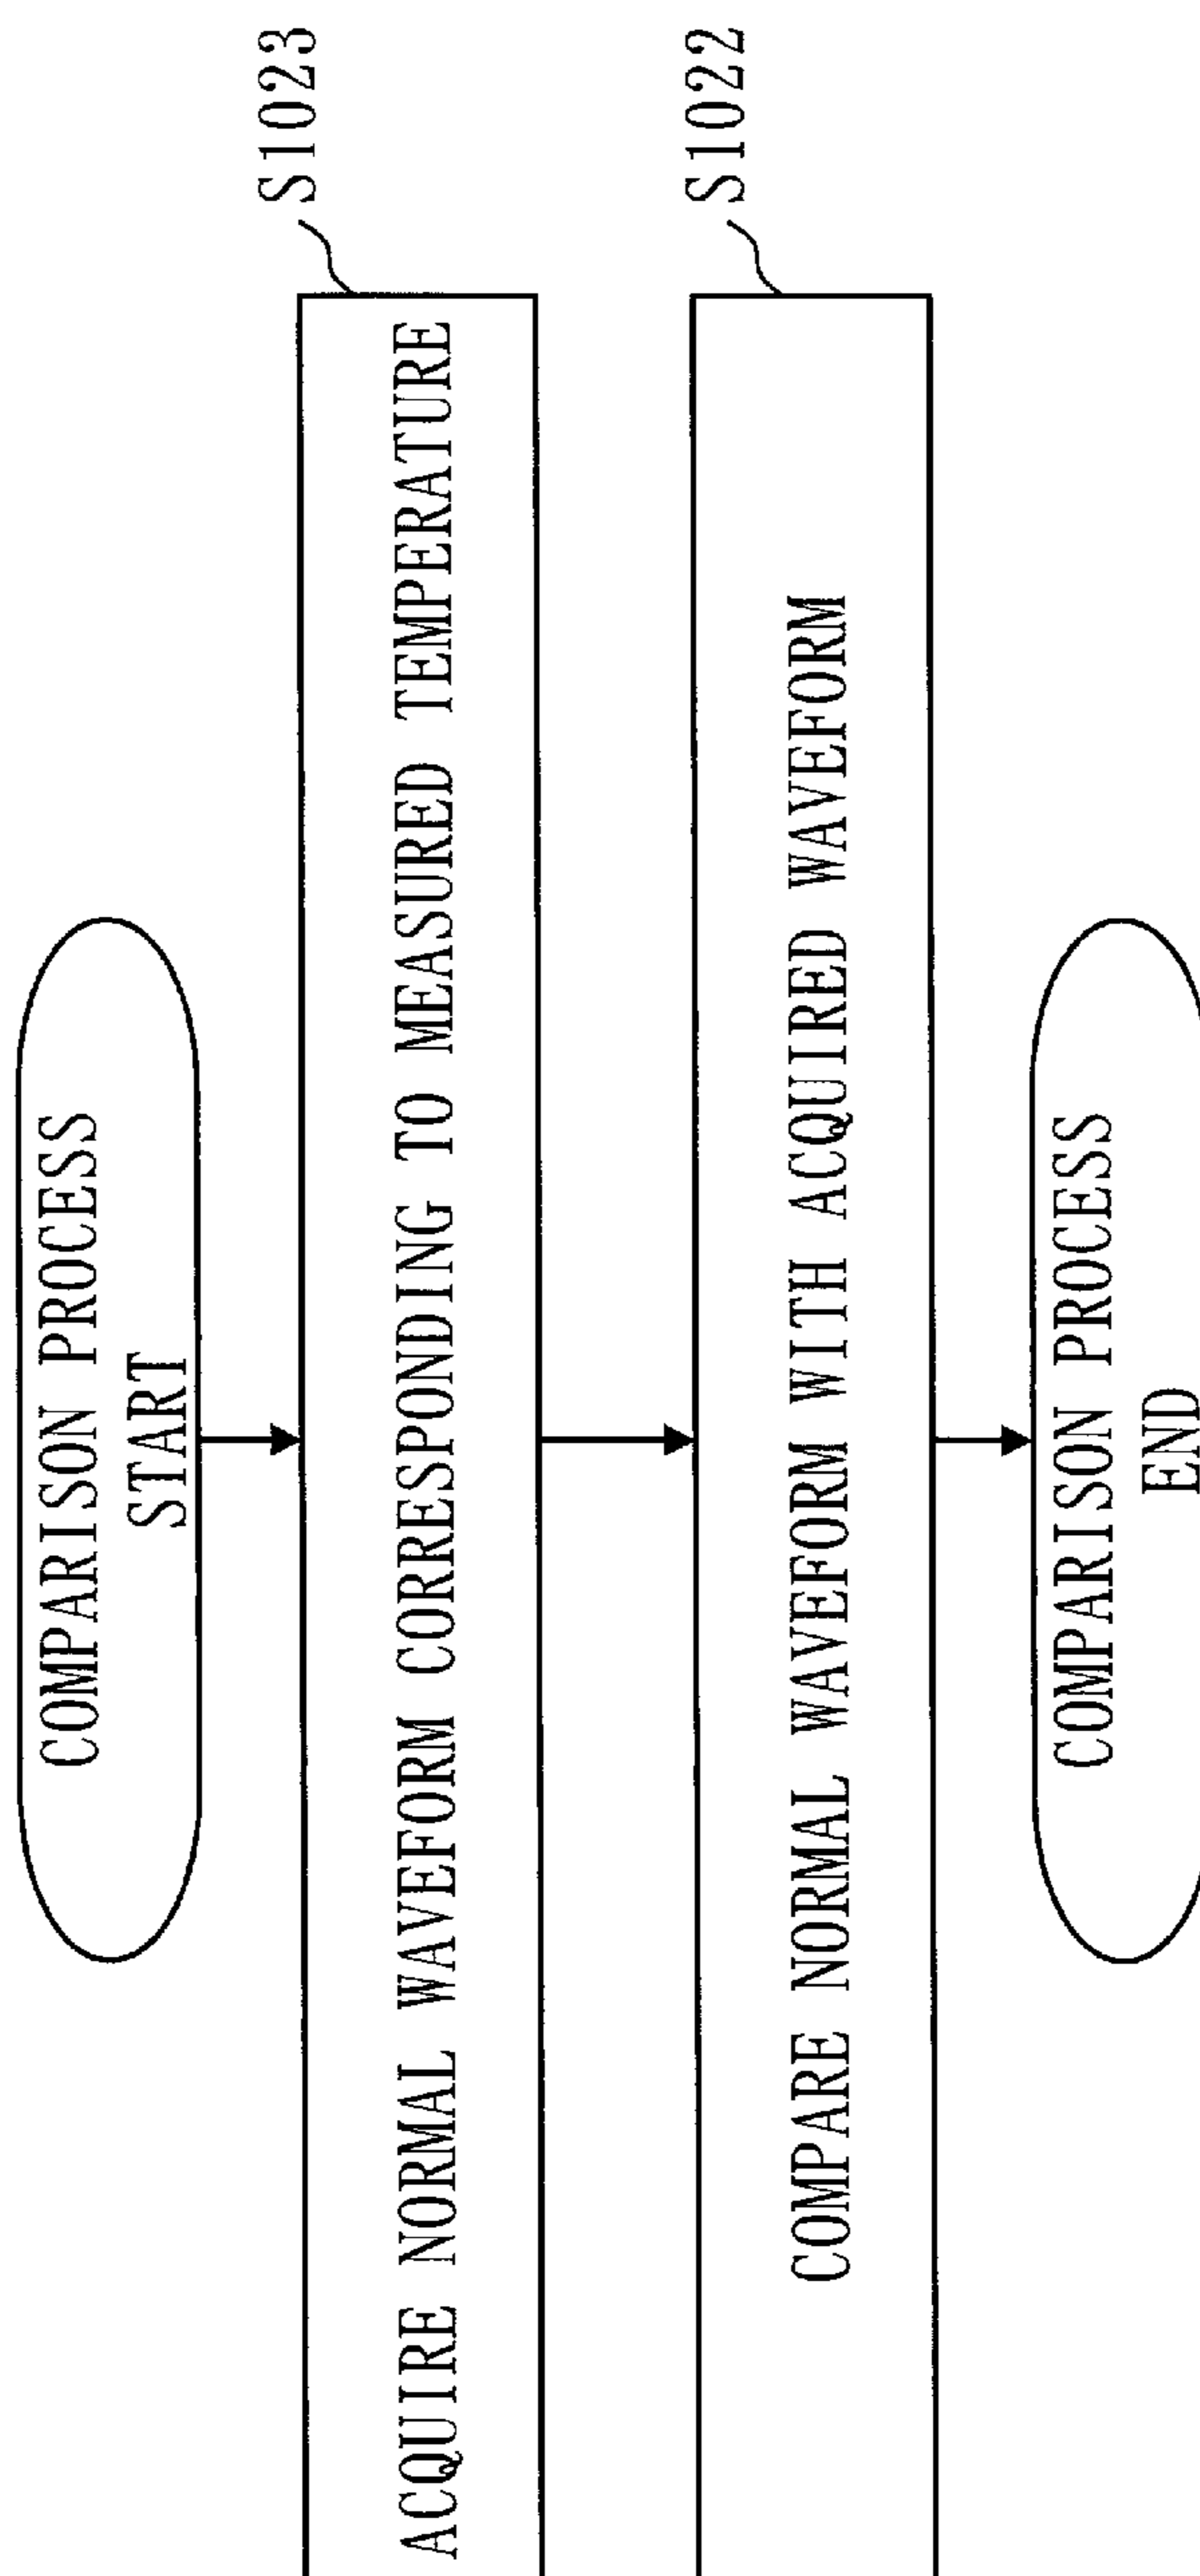 COMPARISON PROCESS
START
S1023
ACQUIRE NORMAL WAVEFORM CORRESPONDING TO MEASURED TEMPERATURE
S1022
COMPARE NORMAL WAVEFORM WITH ACQUIRED WAVEFORM
COMPARISON PROCESS
END